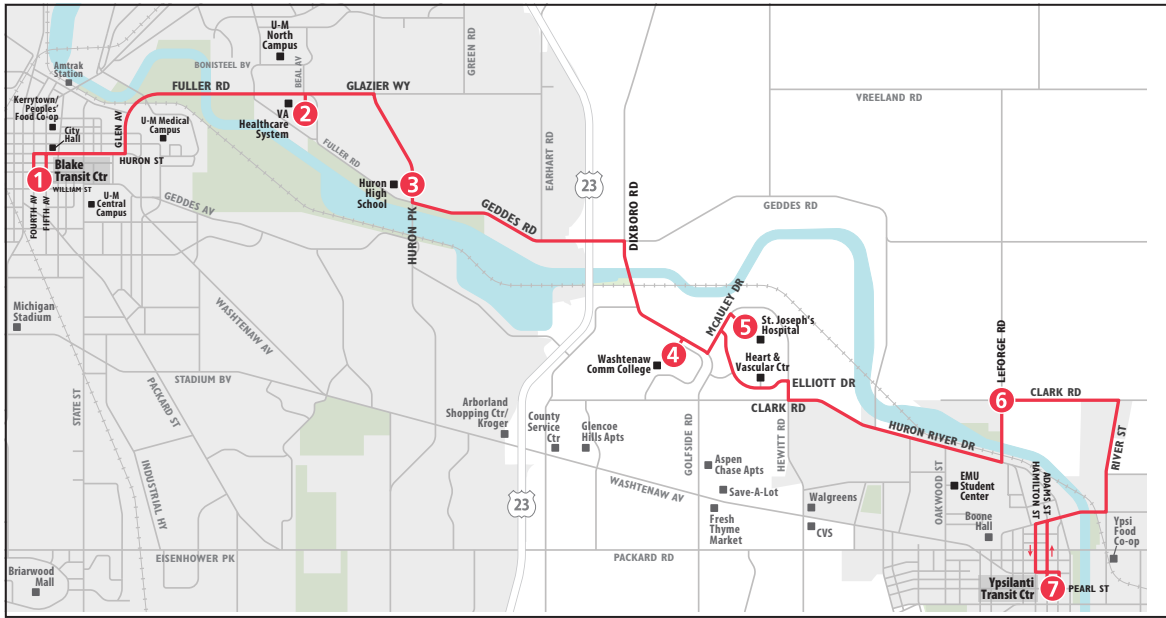 U-M
North
Campus
GREEN RD
Amtrak
Station
BONISTEEL BV
BEAL AV
FULLER RD
GLAZIER WY
VREELAND RD
Kerrytown/
Peoples'
Food Co-op
City
Hall
GLEN AV
U-M Medical
Campus
VA
Healthcare
System
2
FULLER RD
EARHART RD
HURON ST
1
Blake
Transit Ctr
WILLIAM ST
FOURTH AV
FIFTH AV
U-M
Central
Campus
GEDDES AV
Huron
High
School
3
HURON PK
GEDDES RD
23
DIXBORO RD
GEDDES RD
Michigan
Stadium
WASHTENAW AV
MCAULEY DR
5
St. Joseph's
Hospital
4
Washtenaw
Comm College
Heart &
Vascular Ctr
ELLIOTT DR
LEFORGE RD
STADIUM BV
STATE ST
PACKARD ST
Arborland
Shopping Ctr/
Kroger
County
Service
Ctr
Glencoe
Hills Apts
GOLFSIDE RD
HEWITT RD
CLARK RD
6
CLARK RD
HURON RIVER DR
RIVER ST
INDUSTRIAL HY
23
WASHTENAW AV
Aspen
Chase Apts
Save-A-Lot
Fresh
Thyme
Market
Walgreens
CVS
OAKWOOD ST
EMU
Student
Center
Boone
Hall
HAMILTON ST
ADAMS ST
Ypsi
Food
Co-op
EISENHOWER PK
PACKARD RD
Briarwood
Mall
Ypsilanti
Transit Ctr
7
PEARL ST